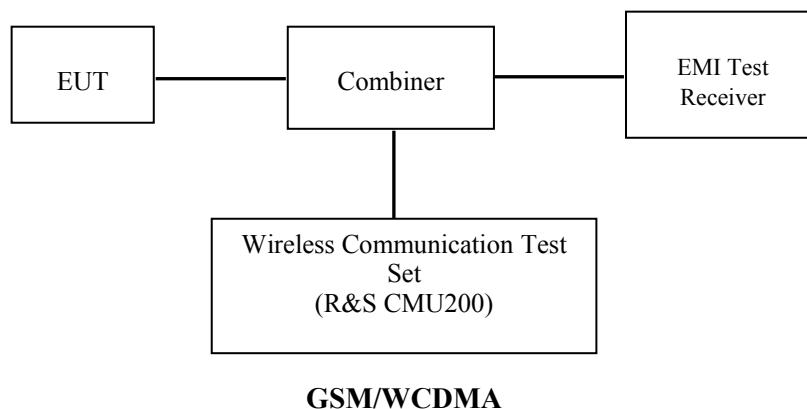 EUT
Combiner
EMI Test
Receiver
Wireless Communication Test
Set
(R&S CMU200)
GSM/WCDMA